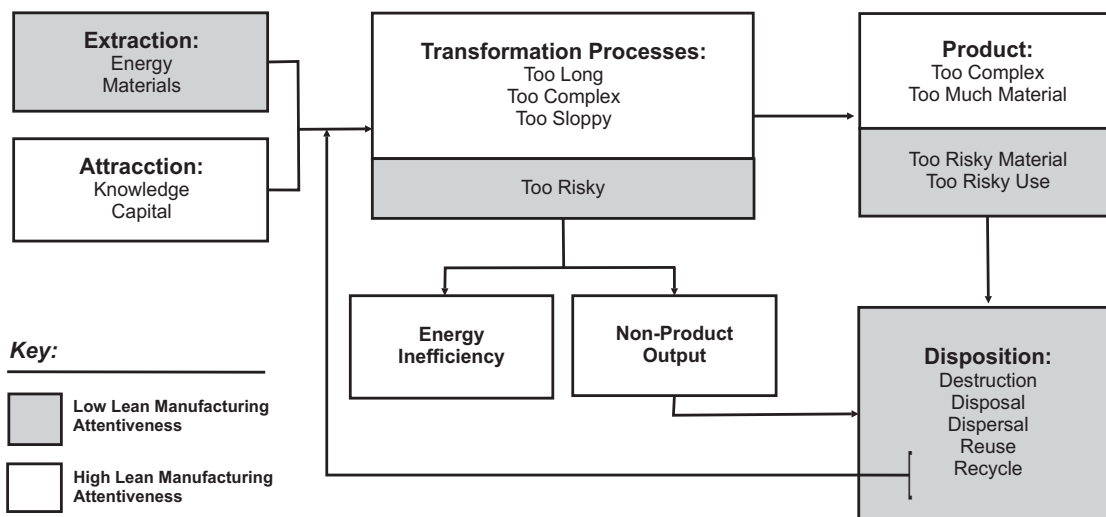 Extraction:
Energy
Materials
Attracction:
Knowledge
Capital
Transformation Processes:
Too Long
Too Complex
Too Sloppy
Too Risky
Product:
Too Complex
Too Much Material
Too Risky Material
Too Risky Use
Energy
Inefficiency
Non-Product
Output
Disposition:
Destruction
Disposal
Dispersal
Reuse
Recycle
Key:
Low Lean Manufacturing
Attentiveness
High Lean Manufacturing
Attentiveness